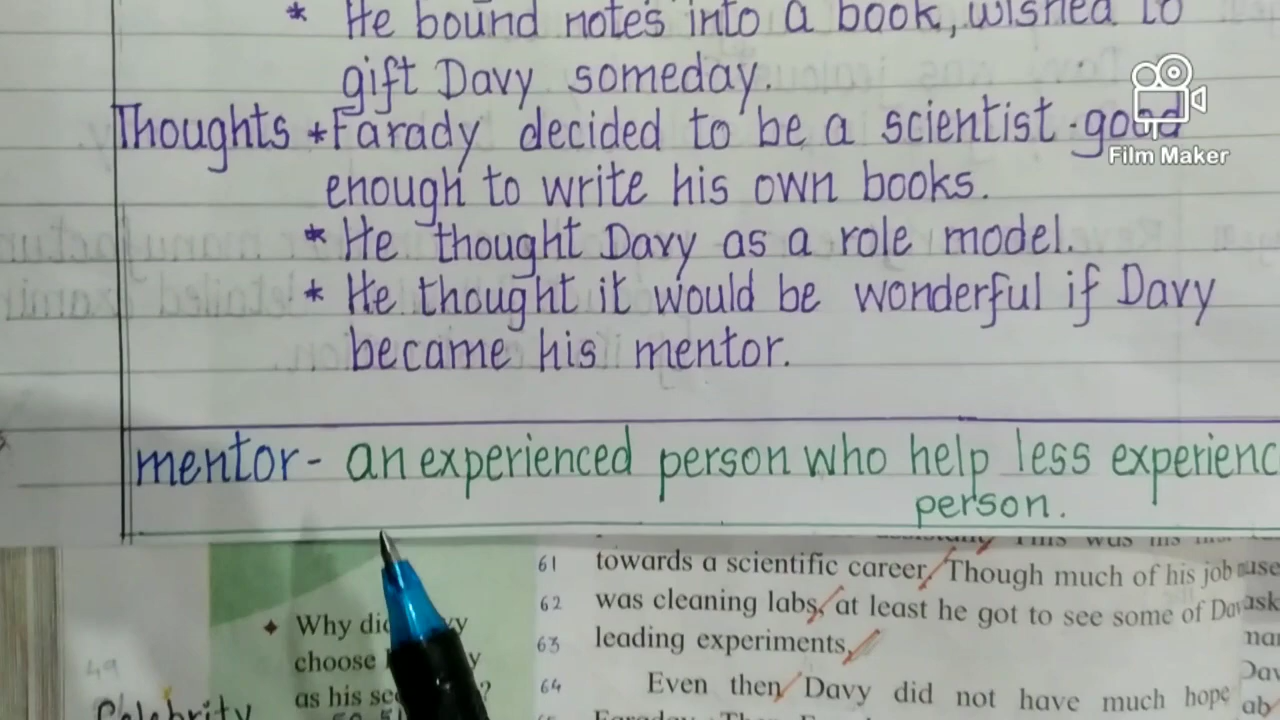 * He bound notes into a book, wished to
gift Davy someday.
Thoughts * Farady decided to be a scientist - good
enough to write his own books.
* He thought Davy as a role model.
* He thought it would be wonderful if Davy
became his mentor.
mentor - an experienced person who help less experienc
person.
Film Maker
61 towards a scientific career, Though much of his job
62 was cleaning labs, at least he got to see some of Dav
63 leading experiments,
64 Even then Davy did not have much hope
Why did
choose
as his
?
Celebrity
49